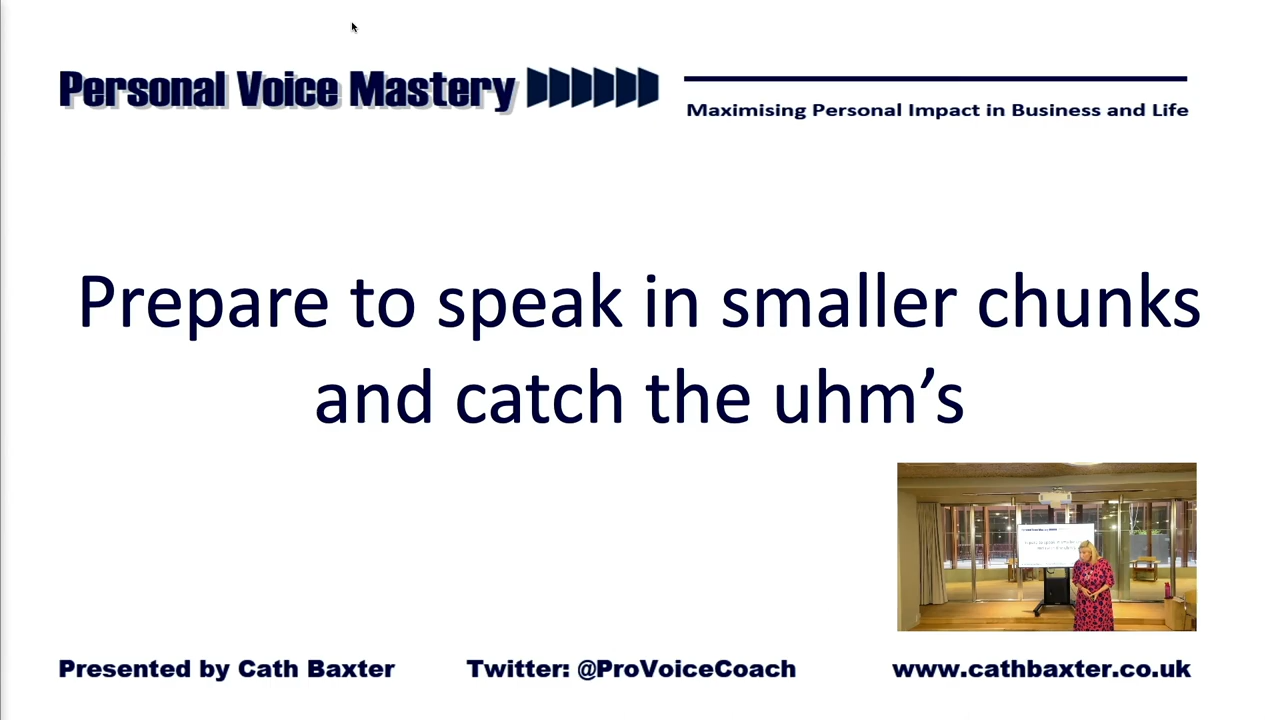 Personal Voice Mastery
Maximising Personal Impact in Business and Life
Prepare to speak in smaller chunks
and catch the uhm’s
Presented by Cath Baxter
Twitter: @ProVoiceCoach
www.cathbaxter.co.uk